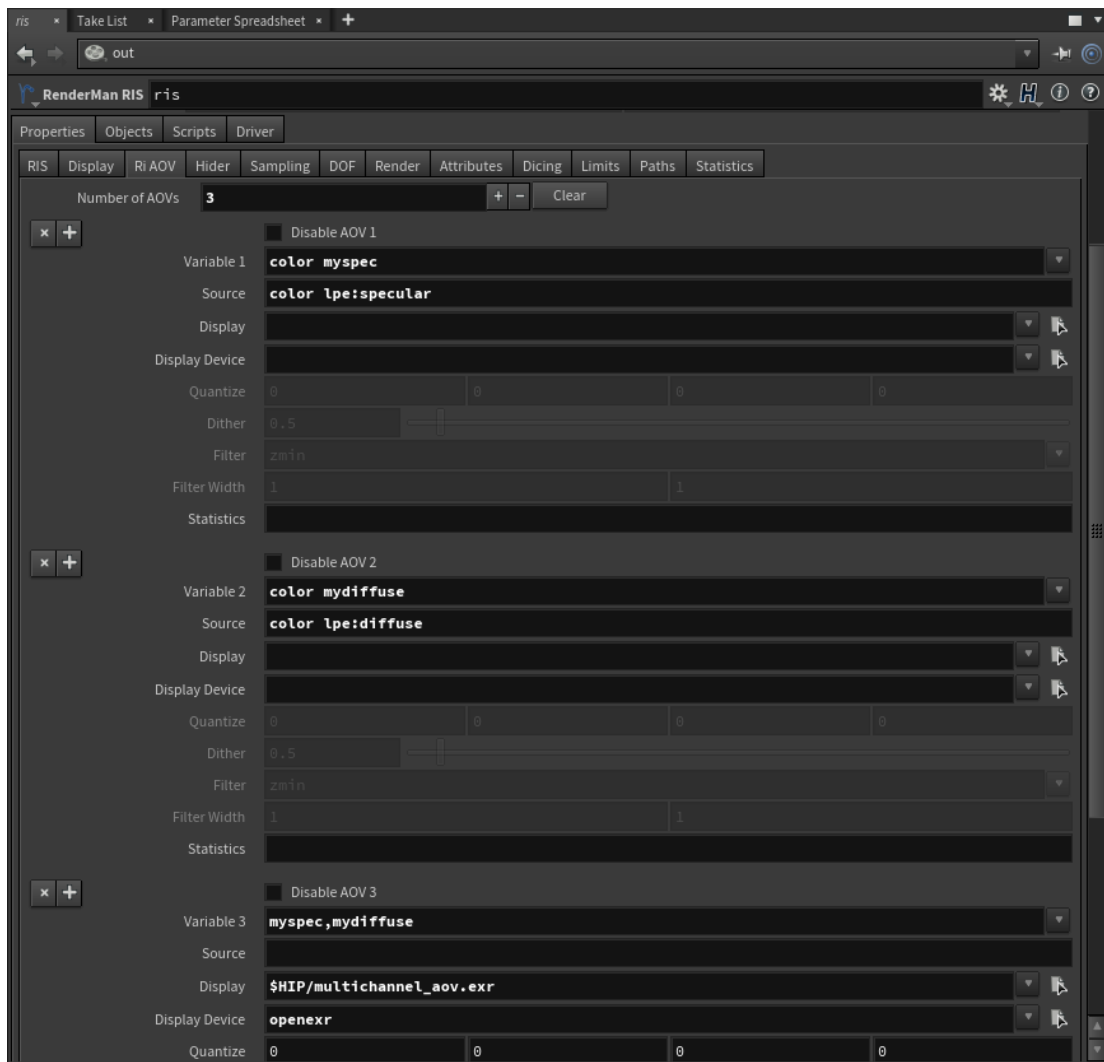 ris × Take List × Parameter Spreadsheet × +
out
RenderMan RIS ris
Properties Objects Scripts Driver
RIS Display Ri AOV Hider Sampling DOF Render Attributes Dicing Limits Paths Statistics
Number of AOVs 3 + − Clear
× + Disable AOV 1
Variable 1 color myspec
Source color lpe:specular
Display
Display Device
Quantize 0 0 0 0
Dither 0.5
Filter zmin
Filter Width 1 1
Statistics
× + Disable AOV 2
Variable 2 color mydiffuse
Source color lpe:diffuse
Display
Display Device
Quantize 0 0 0 0
Dither 0.5
Filter zmin
Filter Width 1 1
Statistics
× + Disable AOV 3
Variable 3 myspec,mydiffuse
Source
Display $HIP/multichannel_aov.exr
Display Device openexr
Quantize 0 0 0 0